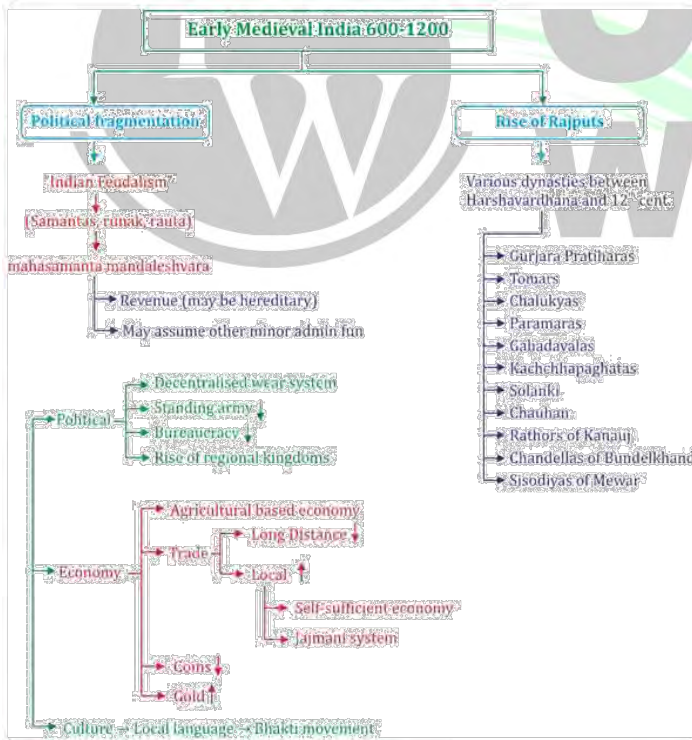 Early Medieval India 600-1200
Political fragmentation
Indian Feudalism
(Samantas, runak, rauta)
mahasamanta mandaleshvara
Revenue (may be hereditary)
May assume other minor admin fun
Rise of Rajputs
Various dynasties between
Harshavardhana and 12th cent.
Gurjara Pratiharas
Tomars
Chalukyas
Paramaras
Gahadavalas
Kachchhapaghatas
Solanki
Chauhan
Rathors of Kanauj
Chandellas of Bundelkhand
Sisodiyas of Mewar
Political
Decentralised wear system
Standing army ↓
Bureaucracy ↓
Rise of regional kingdoms
Economy
Agricultural based economy
Trade
Long Distance ↓
Local ↑
Self-sufficient economy
Jajmani system
Coins ↓
Gold ↑
Culture → Local language → Bhakti movement
W